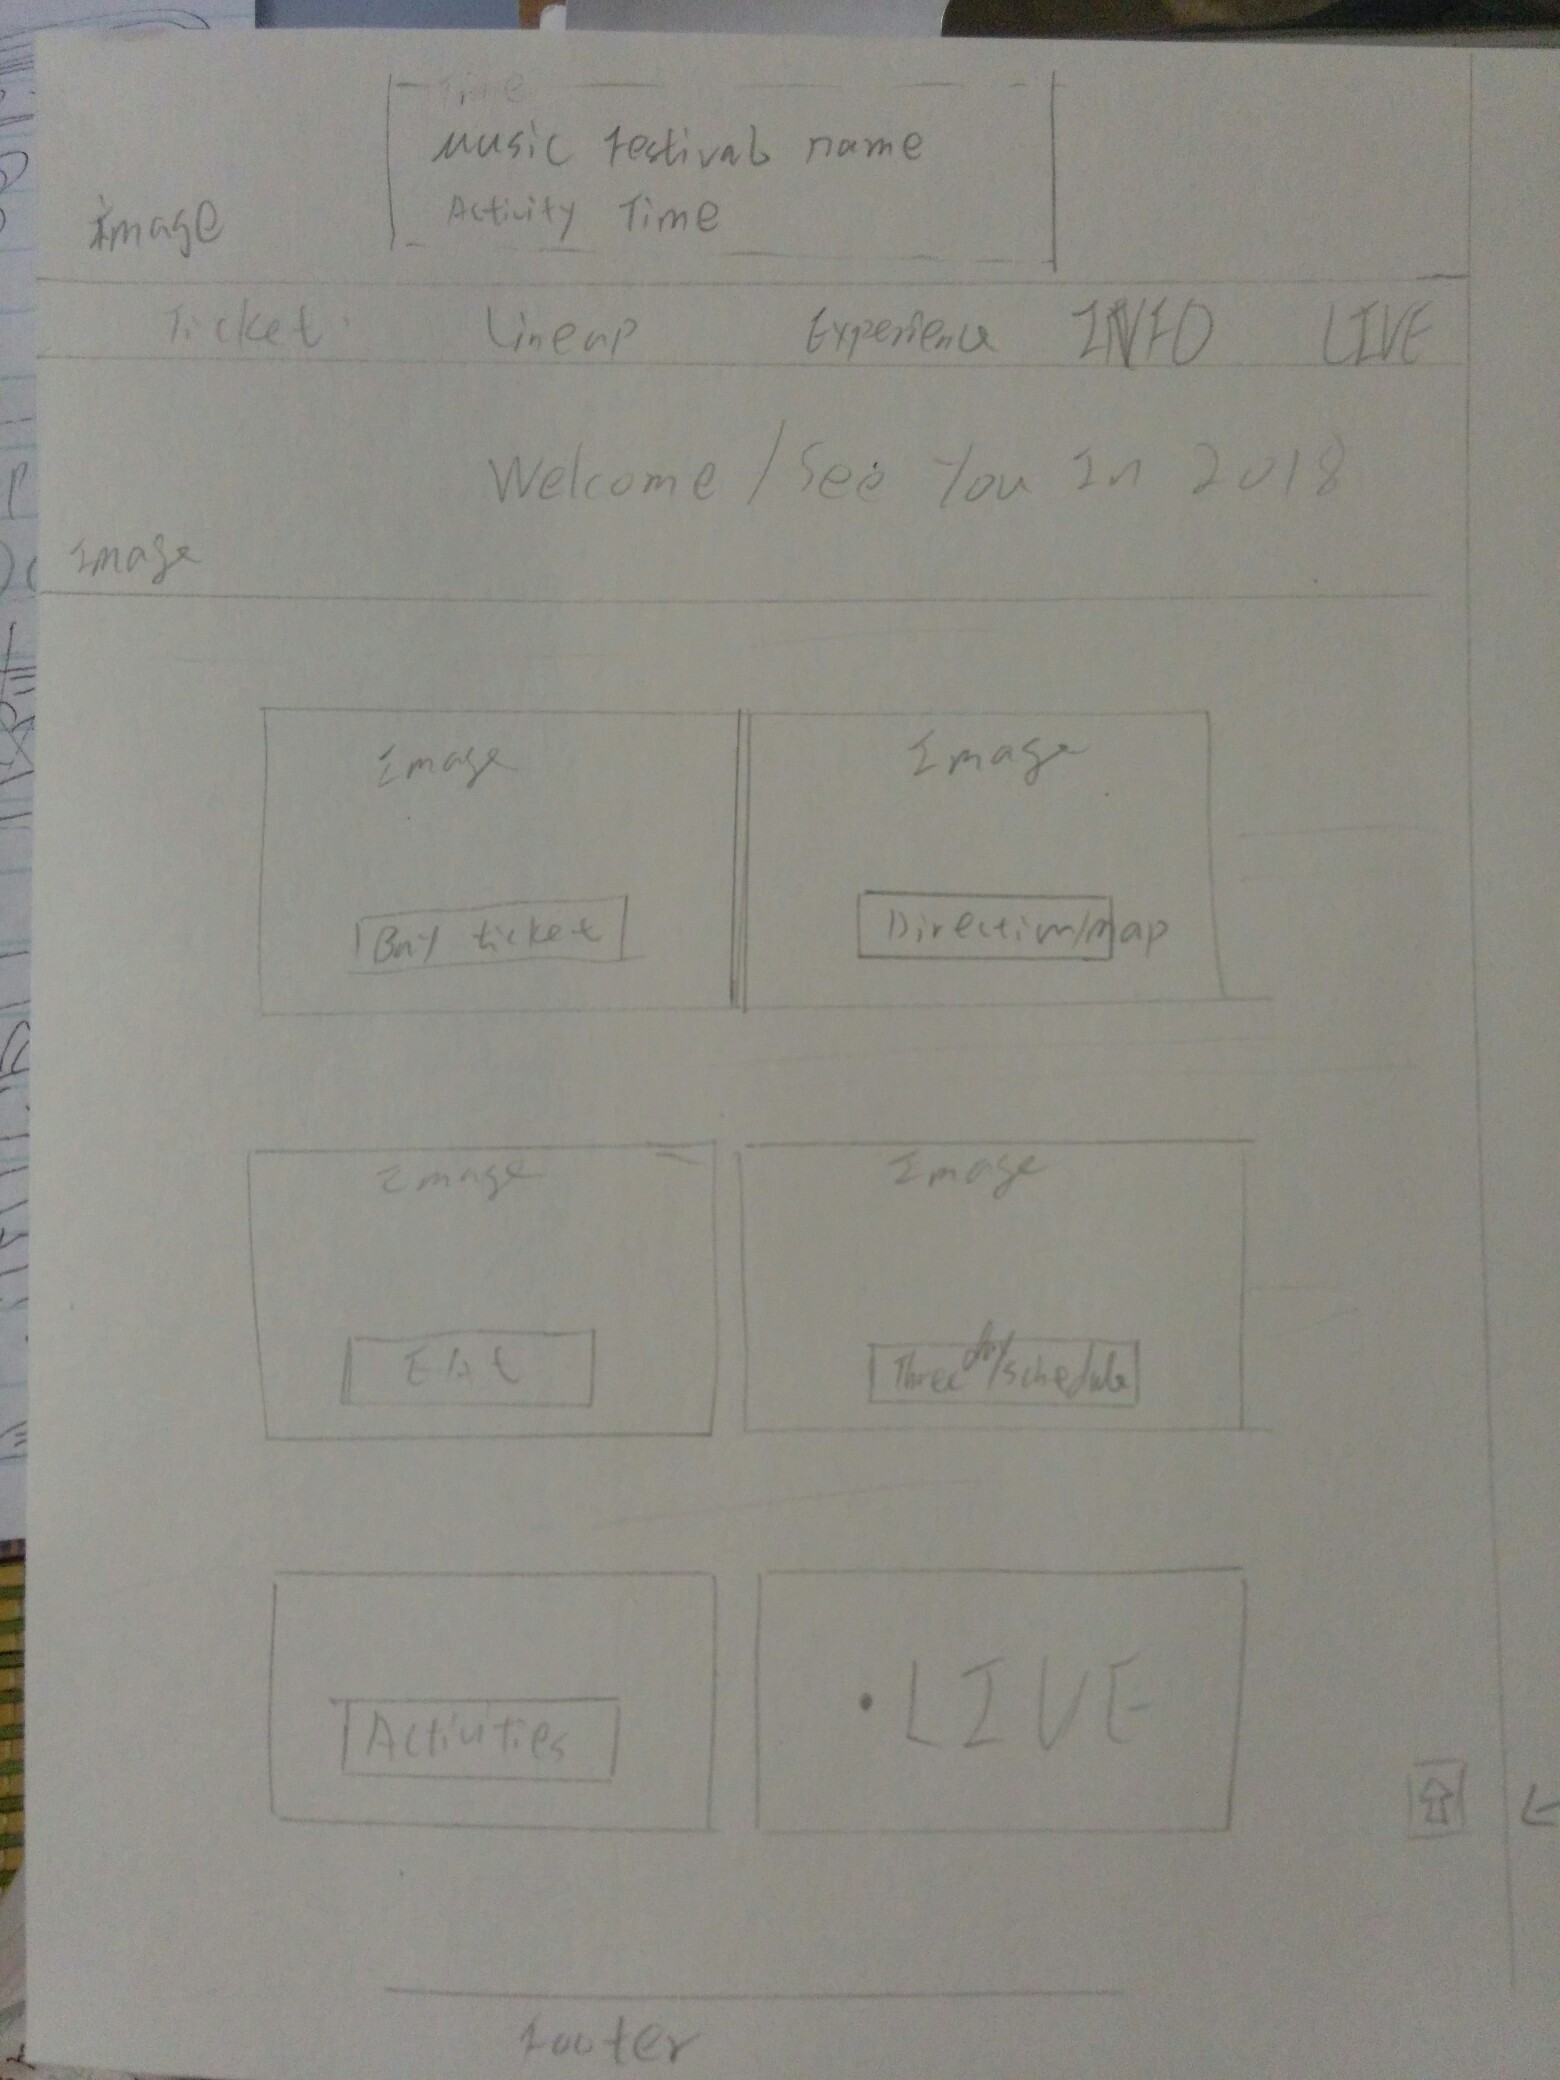 Time
Music festival name
Activity Time
image
Ticket Lineup Experience INFO LIVE
Welcome / See You In 2018
Image
Image Image
Buy ticket Direction/map
Image Image
EAt Three day/schedule
Activities • LIVE
footer